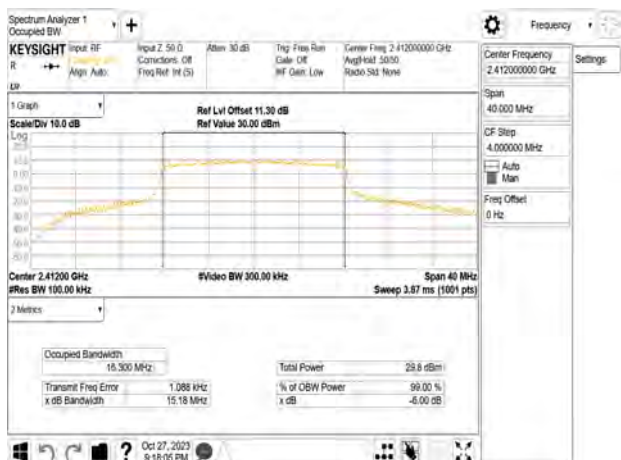 Spectrum Analyzer 1
Occupied BW
+
Frequency
KEYSIGHT
R
Input: RF
Align: Auto
Input Z: 50 Ω
Corrections: Off
Freq Ref: Int (S)
Atten: 30 dB
Trig: Free Run
Gate: Off
#IF Gain: Low
Center Freq: 2.412000000 GHz
Avg|Hold: 50/50
Radio Std: None
Center Frequency
2.412000000 GHz
Settings
Span
40.000 MHz
CF Step
4.000000 MHz
Auto
Man
Freq Offset
0 Hz
1 Graph
Scale/Div 10.0 dB
Ref Lvl Offset 11.30 dB
Ref Value 30.00 dBm
Log
Center 2.41200 GHz
#Res BW 100.00 kHz
#Video BW 300.00 kHz
Span 40 MHz
Sweep 3.87 ms (1001 pts)
2 Metrics
Occupied Bandwidth
16.300 MHz
Total Power
29.8 dBm
Transmit Freq Error
1.088 kHz
% of OBW Power
99.00 %
x dB Bandwidth
15.18 MHz
x dB
-6.00 dB
?
Oct 27, 2023
9:18:05 PM